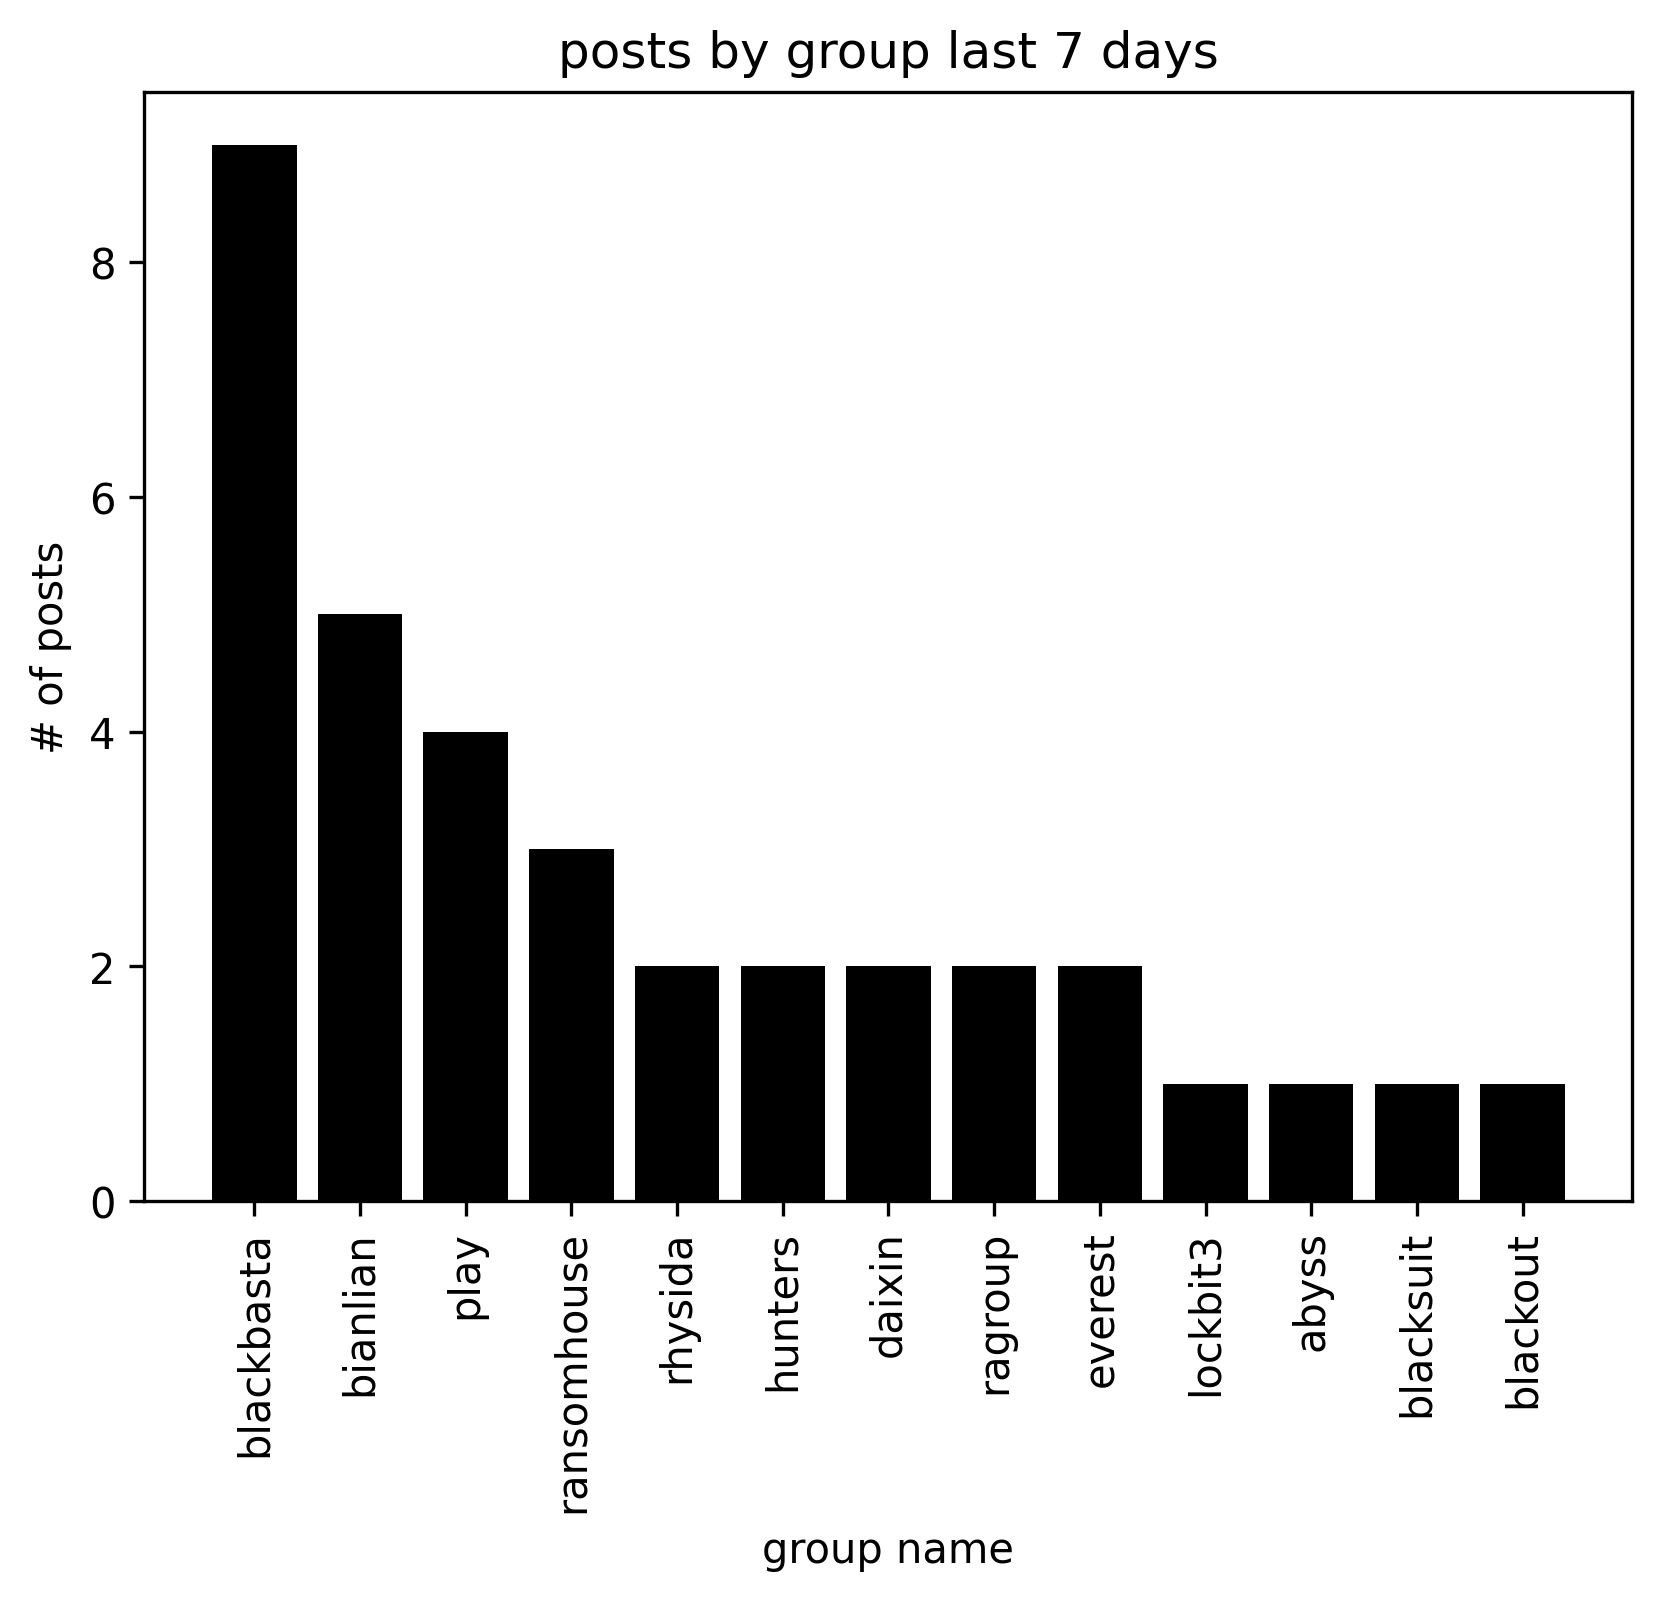 posts by group last 7 days
# of posts
8
6
4
2
0
blackbasta
bianlian
play
ransomhouse
rhysida
hunters
daixin
ragroup
everest
lockbit3
abyss
blacksuit
blackout
group name